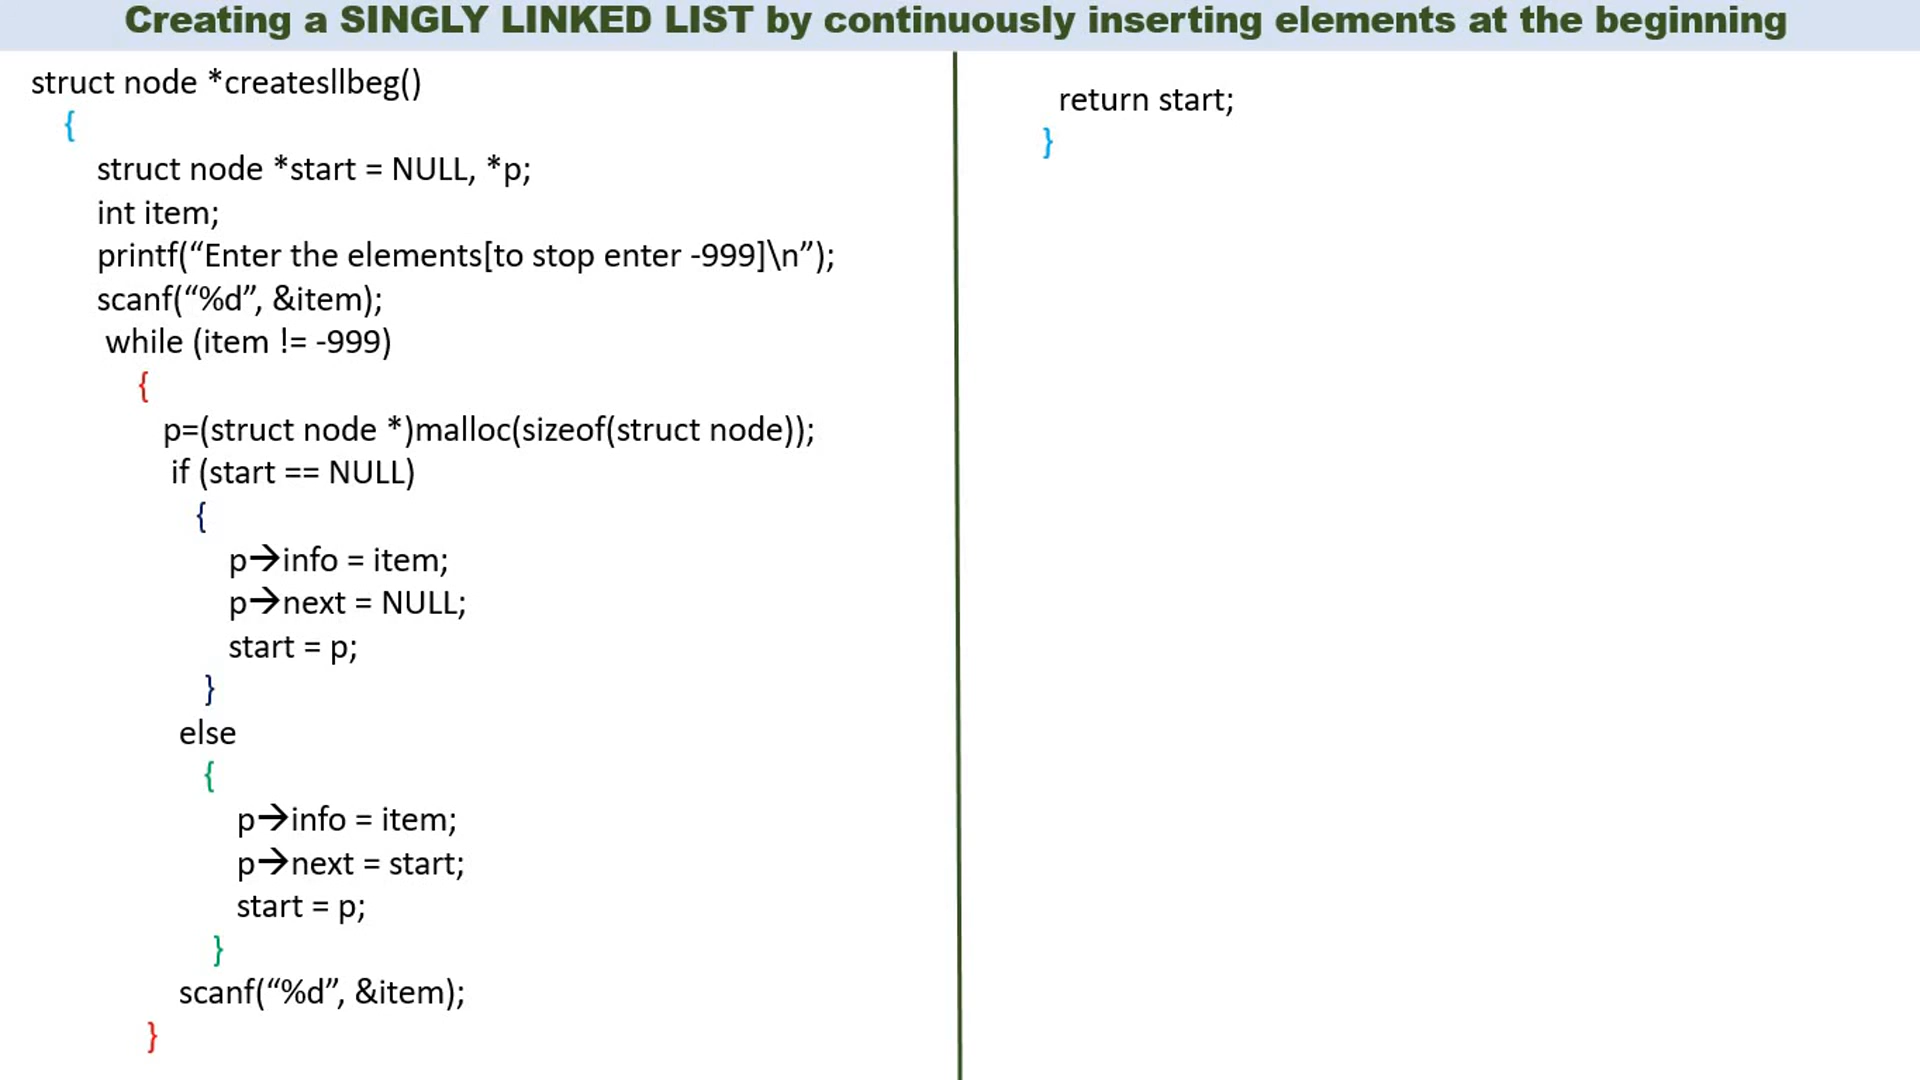 Creating a SINGLY LINKED LIST by continuously inserting elements at the beginning
struct node *createsllbeg()
{
struct node *start = NULL, *p;
int item;
printf(“Enter the elements[to stop enter -999]\n”);
scanf(“%d”, &item);
while (item != -999)
{
p=(struct node *)malloc(sizeof(struct node));
if (start == NULL)
{
p→info = item;
p→next = NULL;
start = p;
}
else
{
p→info = item;
p→next = start;
start = p;
}
scanf(“%d”, &item);
}
return start;
}